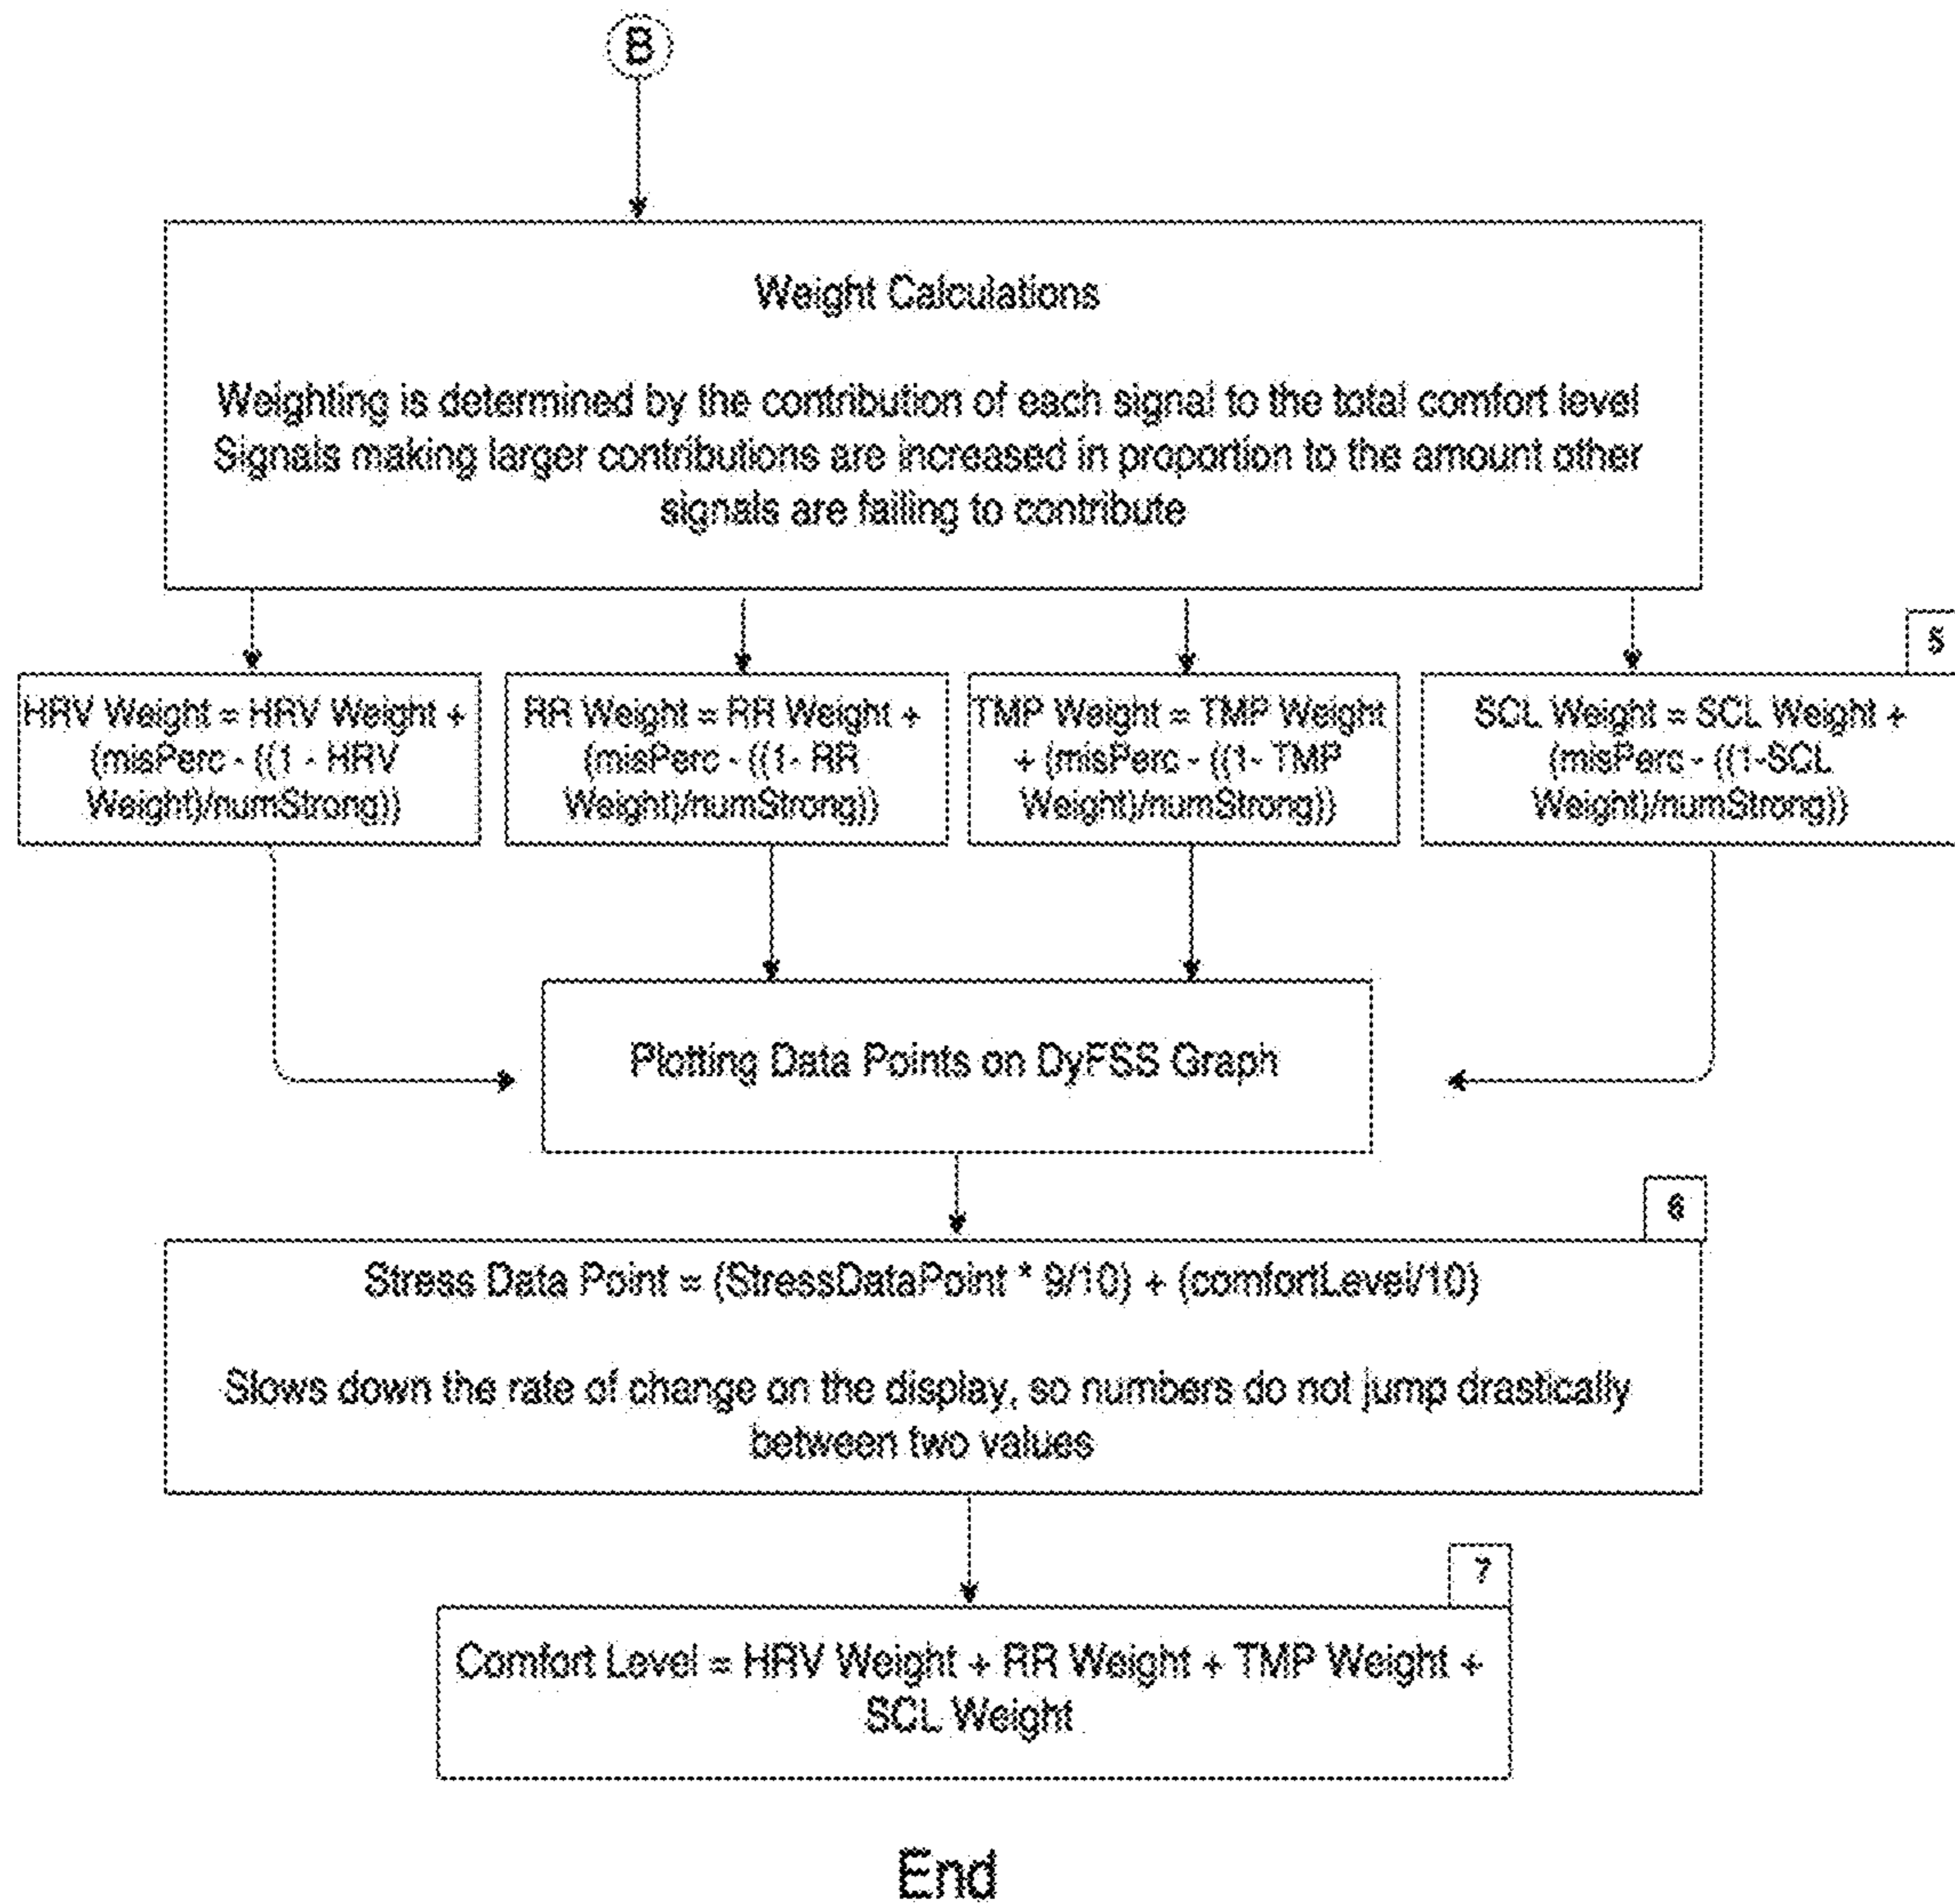 B
Weight Calculations
Weighting is determined by the contribution of each signal to the total comfort level
Signals making larger contributions are increased in proportion to the amount other
signals are failing to contribute
5
HRV Weight = HRV Weight +
(misPerc - ((1 - HRV
Weight)/numStrong))
RR Weight = RR Weight +
(misPerc - ((1- RR
Weight)/numStrong))
TMP Weight = TMP Weight
+ (misPerc - ((1- TMP
Weight)/numStrong))
SCL Weight = SCL Weight +
(misPerc - ((1-SCL
Weight)/numStrong))
Plotting Data Points on DyFSS Graph
6
Stress Data Point = (StressDataPoint * 9/10) + (comfortLevel/10)
Slows down the rate of change on the display, so numbers do not jump drastically
between two values
7
Comfort Level = HRV Weight + RR Weight + TMP Weight +
SCL Weight
End